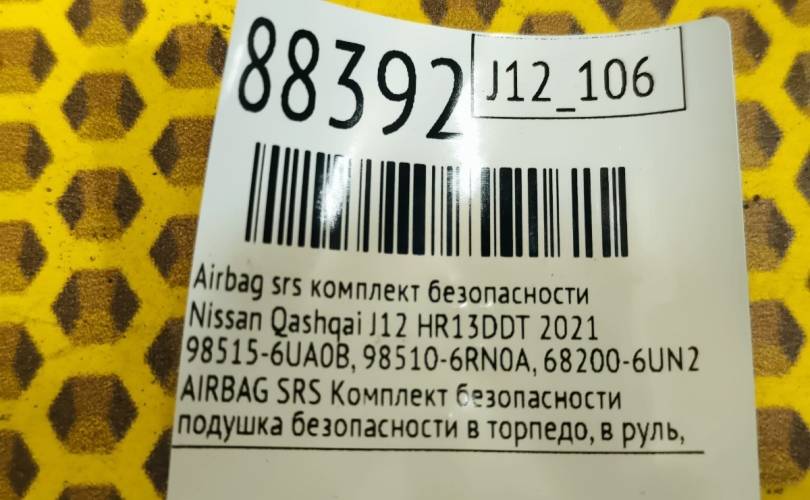 88392
J12_106
Airbag srs комплект безопасности
Nissan Qashqai J12 HR13DDT 2021
98515-6UA0B, 98510-6RN0A, 68200-6UN2
AIRBAG SRS Комплект безопасности
подушка безопасности в торпедо, в руль,